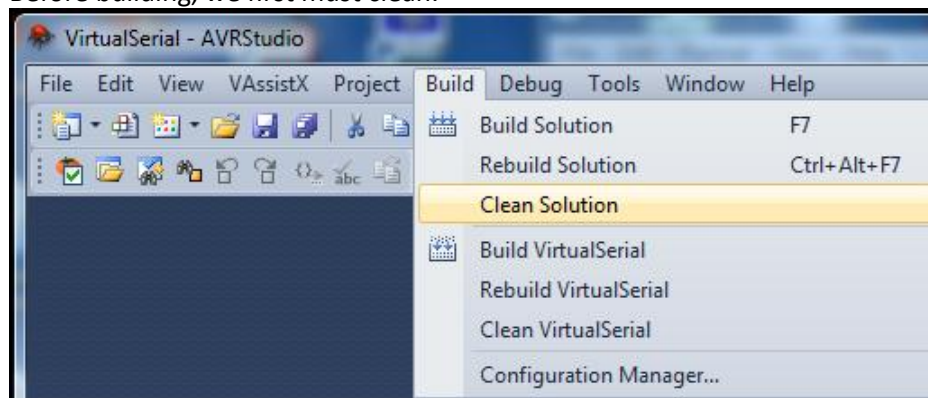 Before building, we first must clean.
VirtualSerial - AVRStudio
File Edit View VAssistX Project Build Debug Tools Window Help
Build Solution F7
Rebuild Solution Ctrl+Alt+F7
abc
Clean Solution
Build VirtualSerial
Rebuild VirtualSerial
Clean VirtualSerial
Configuration Manager...